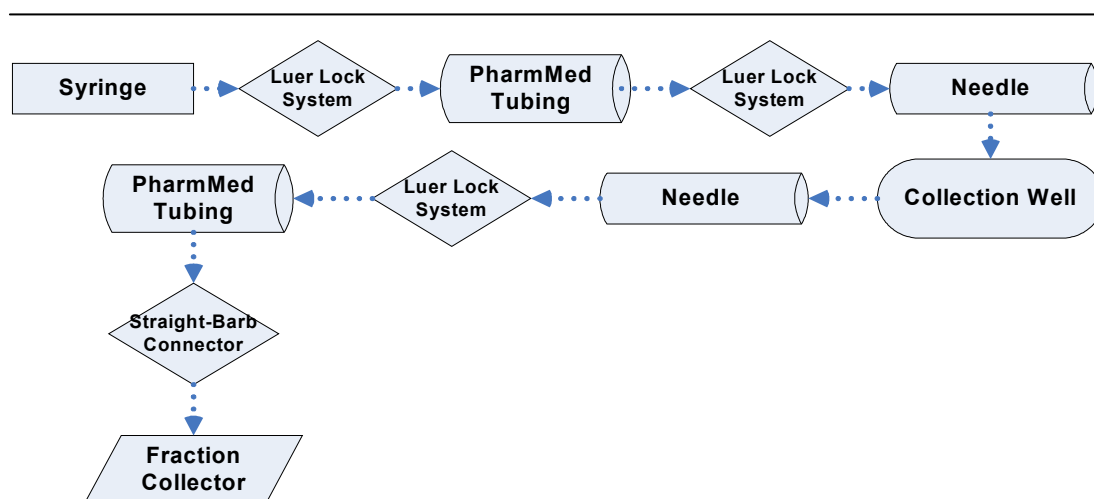 Syringe
Luer Lock
System
PharmMed
Tubing
Luer Lock
System
Needle
Collection Well
Needle
Luer Lock
System
PharmMed
Tubing
Straight-Barb
Connector
Fraction
Collector